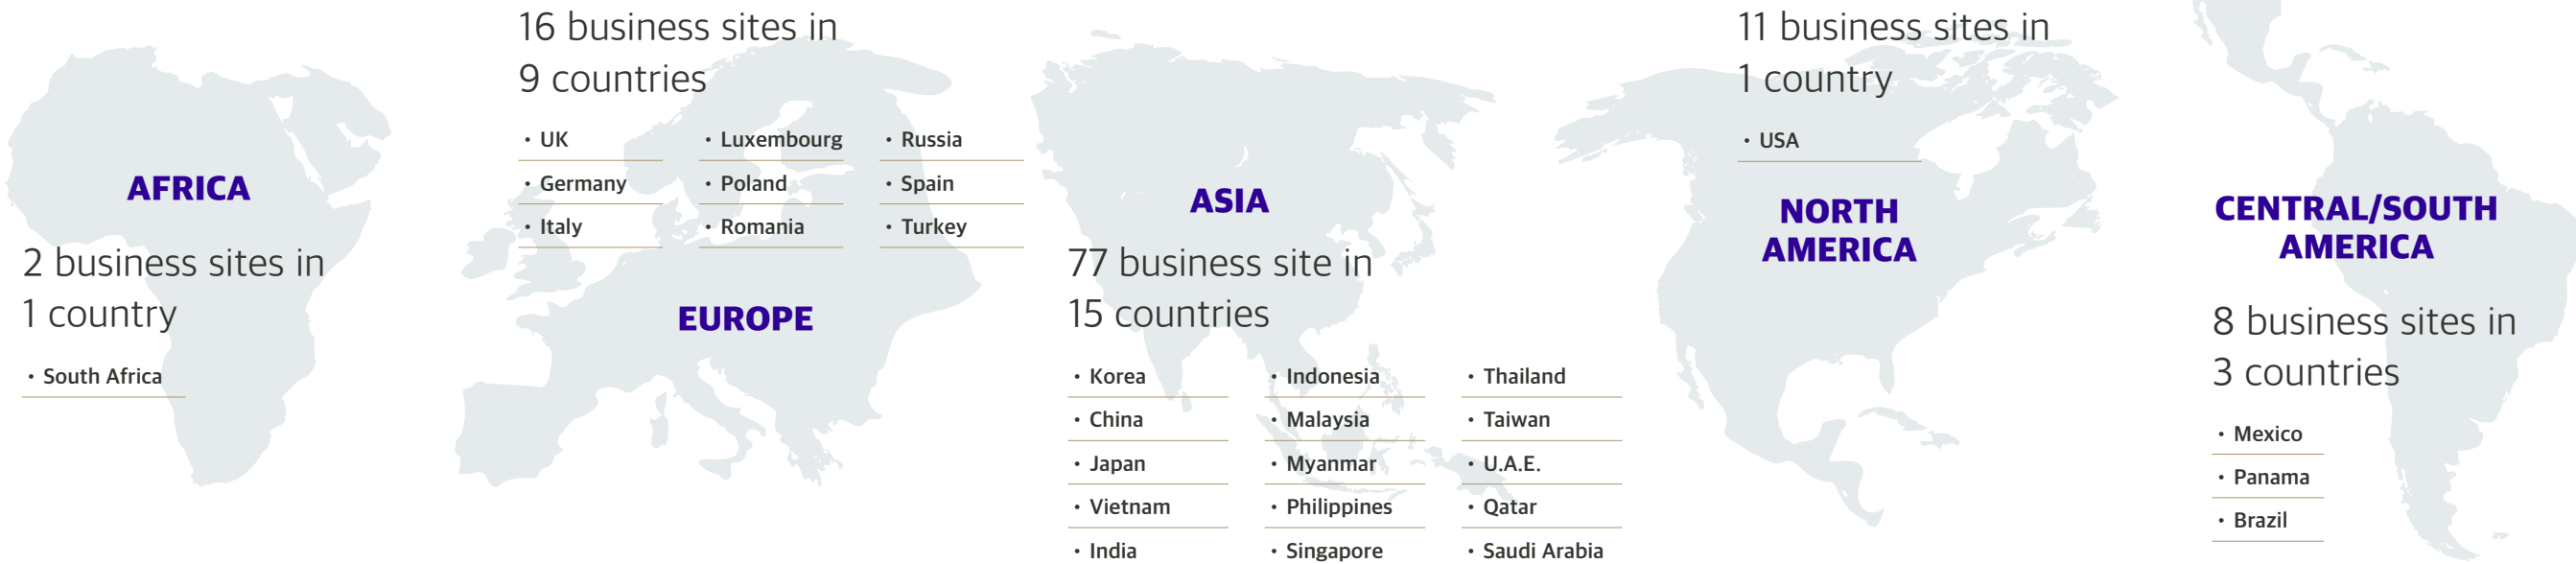 AFRICA
2 business sites in
1 country
• South Africa
16 business sites in
9 countries
• UK
• Germany
• Italy
• Luxembourg
• Poland
• Romania
• Russia
• Spain
• Turkey
EUROPE
ASIA
77 business site in
15 countries
• Korea
• China
• Japan
• Vietnam
• India
• Indonesia
• Malaysia
• Myanmar
• Philippines
• Singapore
• Thailand
• Taiwan
• U.A.E.
• Qatar
• Saudi Arabia
11 business sites in
1 country
• USA
NORTH
AMERICA
CENTRAL/SOUTH
AMERICA
8 business sites in
3 countries
• Mexico
• Panama
• Brazil